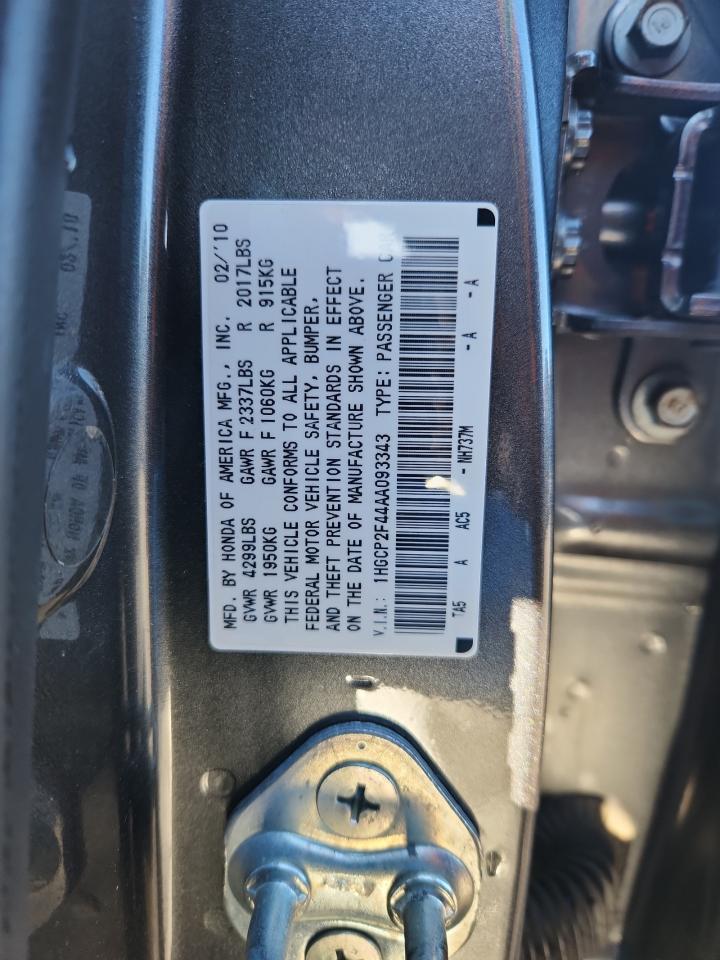 MFD. BY HONDA OF AMERICA MFG., INC. 02/'10
GVWR 4299LBS GAWR F 2337LBS R 2017LBS
GVWR 1950KG GAWR F 1060KG R 915KG
THIS VEHICLE CONFORMS TO ALL APPLICABLE
FEDERAL MOTOR VEHICLE SAFETY, BUMPER,
AND THEFT PREVENTION STANDARDS IN EFFECT
ON THE DATE OF MANUFACTURE SHOWN ABOVE.
V.I.N.: 1HGCP2F44AA093343 TYPE: PASSENGER
TA5 A AC5 - NH737M - A - A